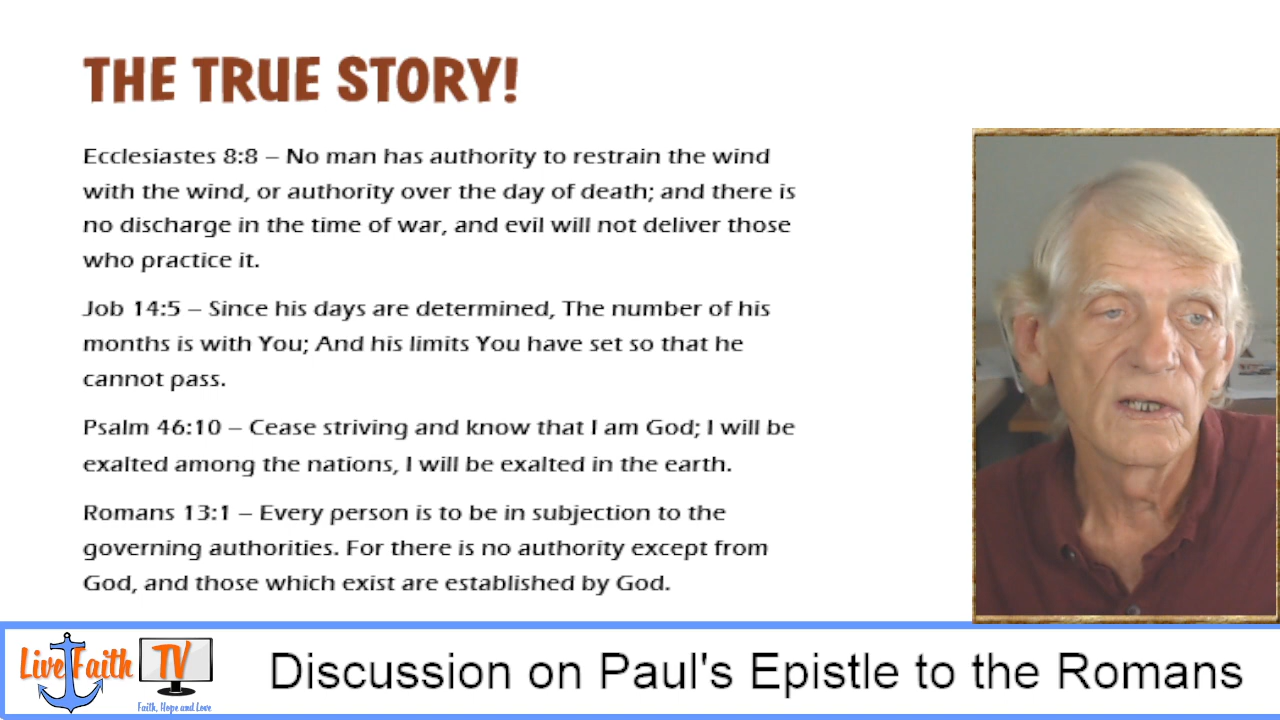 THE TRUE STORY!
Ecclesiastes 8:8 – No man has authority to restrain the wind
with the wind, or authority over the day of death; and there is
no discharge in the time of war, and evil will not deliver those
who practice it.
Job 14:5 – Since his days are determined, The number of his
months is with You; And his limits You have set so that he
cannot pass.
Psalm 46:10 – Cease striving and know that I am God; I will be
exalted among the nations, I will be exalted in the earth.
Romans 13:1 – Every person is to be in subjection to the
governing authorities. For there is no authority except from
God, and those which exist are established by God.
Live Faith TV
Faith, Hope and Love
Discussion on Paul's Epistle to the Romans